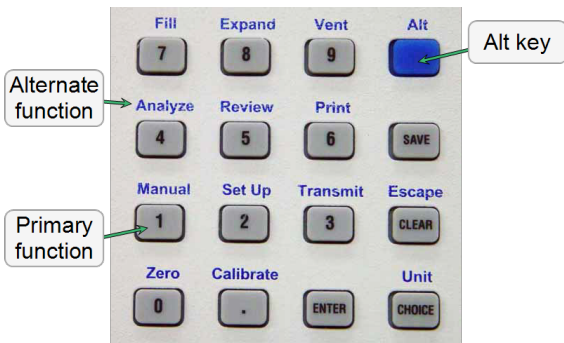 Fill Expand Vent Alt
7 8 9
Alt key
Alternate
function
Analyze Review Print
4 5 6 SAVE
Manual Set Up Transmit Escape
1 2 3 CLEAR
Primary
function
Zero Calibrate Unit
0 . ENTER CHOICE